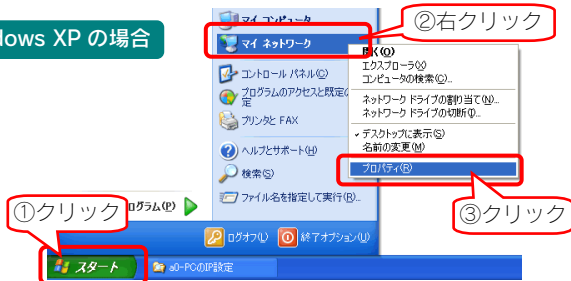 dows XP の場合
マイ コンピュータ
②右クリック
マイ ネットワーク
開く(O)
エクスプローラ(X)
コンピュータの検索(C)...
コントロール パネル(C)
プログラムのアクセスと既定の
定
ネットワーク ドライブの割り当て(N)...
ネットワーク ドライブの切断(I)...
プリンタと FAX
デスクトップに表示(S)
名前の変更(M)
ヘルプとサポート(H)
プロパティ(R)
検索(S)
①クリック
ログラム(P)
ファイル名を指定して実行(R)...
③クリック
ログオフ(L)
終了オプション(U)
スタート
a0-PCのIP設定